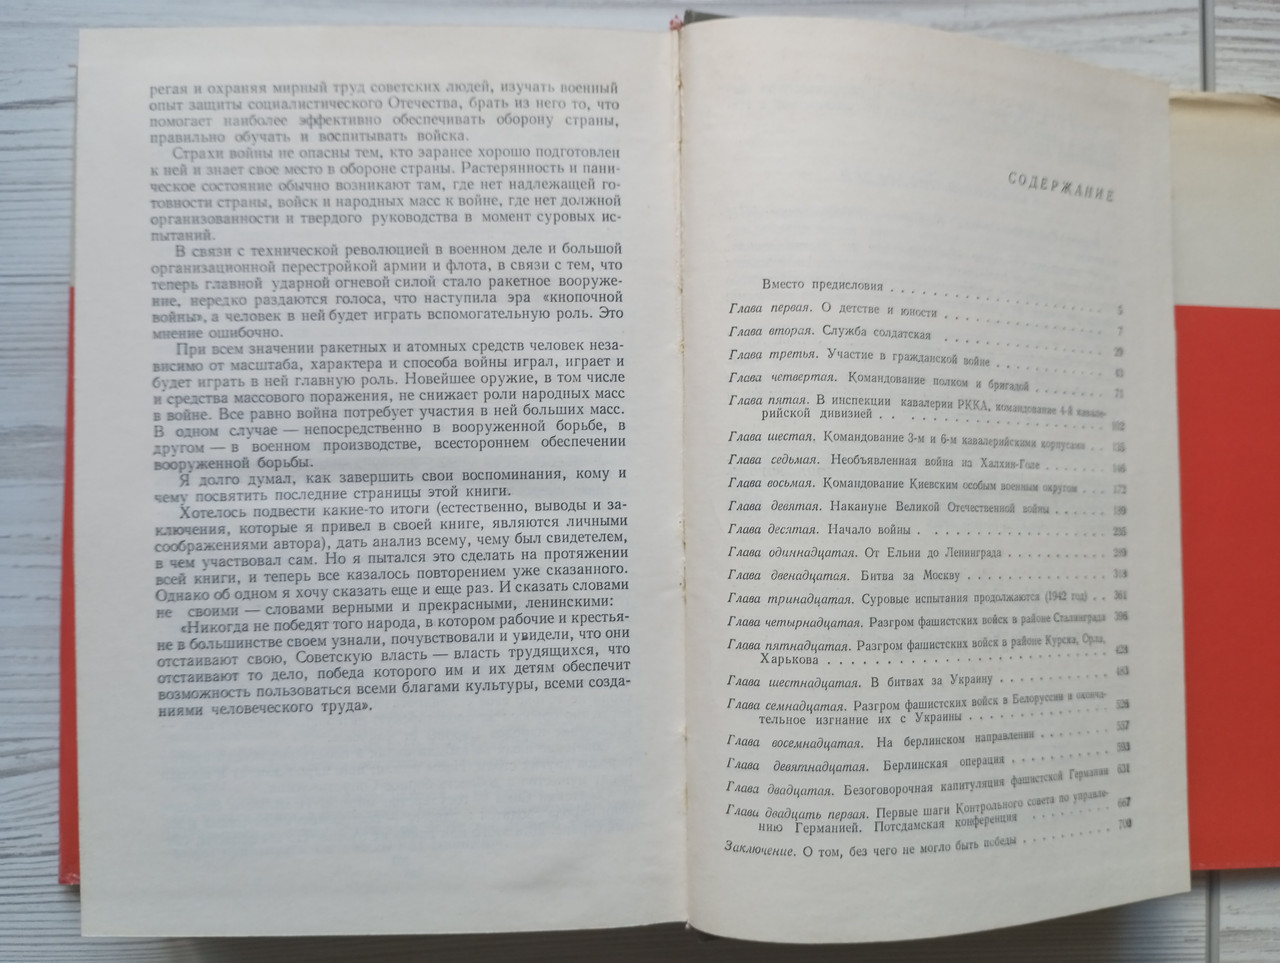 регая и охраняя мирный труд советских людей, изучать военный
опыт защиты социалистического Отечества, брать из него то, что
помогает наиболее эффективно обеспечивать оборону страны,
правильно обучать и воспитывать войска.
Страхи войны не опасны тем, кто заранее хорошо подготовлен
к ней и знает свое место в обороне страны. Растерянность и пани-
ческое состояние обычно возникают там, где нет надлежащей го-
товности страны, войск и народных масс к войне, где нет должной
организованности и твердого руководства в момент суровых ис-
пытаний.
В связи с технической революцией в военном деле и большой
организационной перестройкой армии и флота, в связи с тем, что
теперь главной ударной огневой силой стало ракетное вооруже-
ние, нередко раздаются голоса, что наступила эра «кнопочной
войны», а человек в ней будет играть вспомогательную роль. Это
мнение ошибочно.
При всем значении ракетных и атомных средств человек неза-
висимо от масштаба, характера и способа войны играл, играет и
будет играть в ней главную роль. Новейшее оружие, в том числе
и средства массового поражения, не снижает роли народных масс
в войне. Все равно война потребует участия в ней больших масс.
В одном случае — непосредственно в вооруженной борьбе, в
другом — в военном производстве, всестороннем обеспечении
вооруженной борьбы.
Я долго думал, как завершить свои воспоминания, кому и
чему посвятить последние страницы этой книги.
Хотелось подвести какие-то итоги (естественно, выводы и за-
ключения, которые я привел в своей книге, являются личными
соображениями автора), дать анализ всему, чему был свидетелем,
в чем участвовал сам. Но я пытался это сделать на протяжении
всей книги, и теперь все казалось повторением уже сказанного.
Однако об одном я хочу сказать еще и еще раз. И сказать словами
не своими — словами верными и прекрасными, ленинскими:
«Никогда не победят того народа, в котором рабочие и крестья-
не в большинстве своем узнали, почувствовали и увидели, что они
отстаивают свою, Советскую власть — власть трудящихся, что
отстаивают то дело, победа которого им и их детям обеспечит
возможность пользоваться всеми благами культуры, всеми созда-
ниями человеческого труда».
СОДЕРЖАНИЕ
Вместо предисловия . . . . . . . . . . . . . . . 5
Глава первая. О детстве и юности . . . . . . . . . . . 7
Глава вторая. Служба солдатская . . . . . . . . . . . 29
Глава третья. Участие в гражданской войне . . . . . . . . 43
Глава четвертая. Командование полком и бригадой . . . . . . 71
Глава пятая. В инспекции кавалерии РККА, командование 4-й кавале-
рийской дивизией . . . . . . . . . . . . . . . 102
Глава шестая. Командование 3-м и 6-м кавалерийскими корпусами . . 135
Глава седьмая. Необъявленная война на Халхин-Голе . . . . .
Глава восьмая. Командование Киевским особым военным округом . . . 172
Глава девятая. Накануне Великой Отечественной войны . . . . . . 189
Глава десятая. Начало войны . . . . . . . . . . . .
Глава одиннадцатая. От Ельни до Ленинграда . . . . . . . .
Глава двенадцатая. Битва за Москву . . . . . . . . . . . 318
Глава тринадцатая. Суровые испытания продолжаются (1942 год) . . 361
Глава четырнадцатая. Разгром фашистских войск в районе Сталинграда 396
Глава пятнадцатая. Разгром фашистских войск в районе Курска, Орла,
Харькова . . . . . . . . . . . . . . . . . . 428
Глава шестнадцатая. В битвах за Украину . . . . . . . . . 483
Глава семнадцатая. Разгром фашистских войск в Белоруссии и оконча-
тельное изгнание их с Украины . . . . . . . . . . . 526
Глава восемнадцатая. На берлинском направлении . . . . . . . 557
Глава девятнадцатая. Берлинская операция . . . . . . . . . 593
Глава двадцатая. Безоговорочная капитуляция фашистской Германии 631
Глава двадцать первая. Первые шаги Контрольного совета по управле-
нию Германией. Потсдамская конференция . . . . . . . 667
Заключение. О том, без чего не могло быть победы . . . . . . . 700